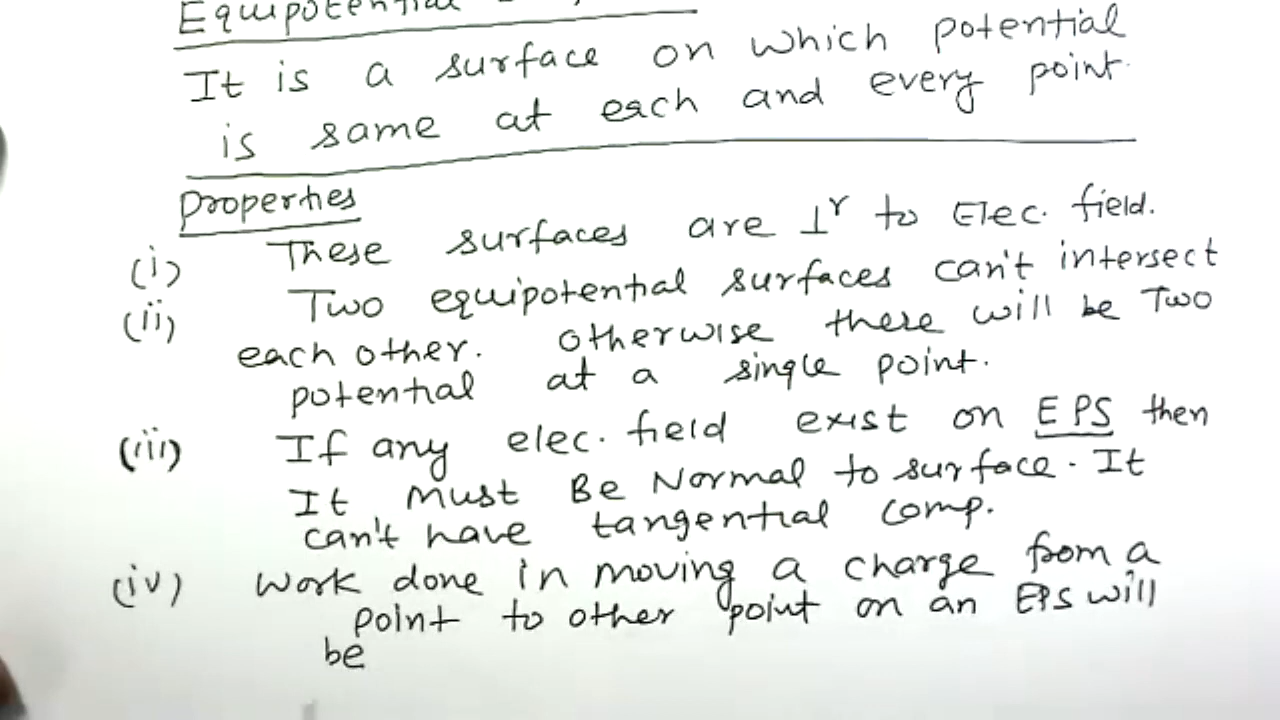 Equipotential
It is a surface on which potential
is same at each and every point.
Properties
(i) These surfaces are ⊥r to Elec. field.
(ii) Two equipotential surfaces can't intersect
each other. otherwise there will be Two
potential at a single point.
(iii) If any elec. field exist on EPS then
It Must Be Normal to surface. It
can't have tangential comp.
(iv) Work done in moving a charge from a
point to other point on an EPS will
be